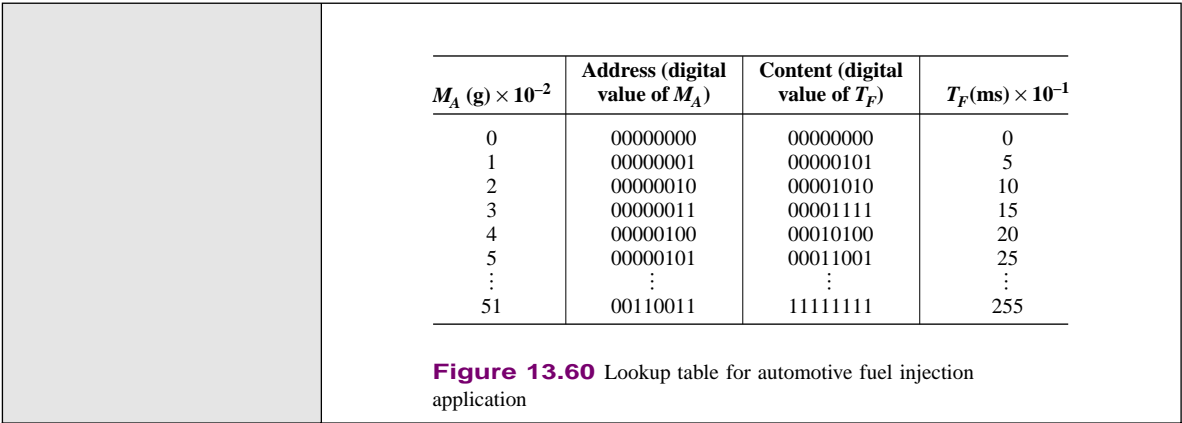 M_A (g) × 10⁻² Address (digital value of M_A) Content (digital value of T_F) T_F(ms) × 10⁻¹
0 00000000 00000000 0
1 00000001 00000101 5
2 00000010 00001010 10
3 00000011 00001111 15
4 00000100 00010100 20
5 00000101 00011001 25
⋮ ⋮ ⋮ ⋮
51 00110011 11111111 255
Figure 13.60 Lookup table for automotive fuel injection
application